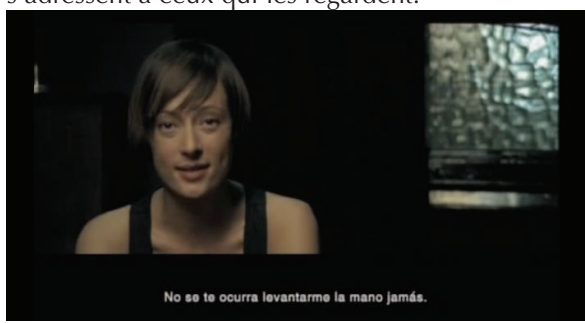 s'adressent à ceux qui les regardent.
No se te ocurra levantarme la mano jamás.